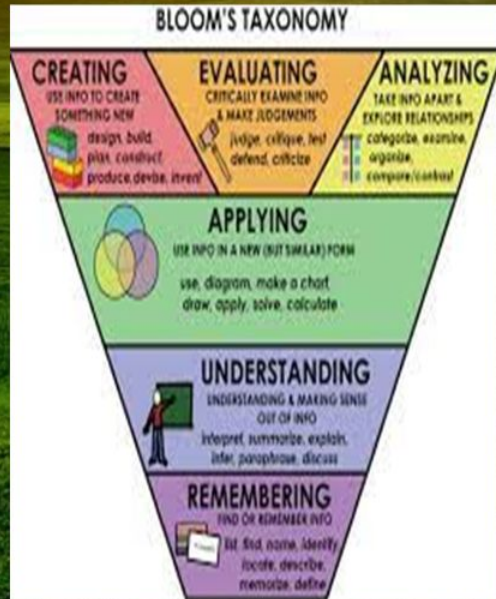 BLOOM'S TAXONOMY
CREATING
USE INFO TO CREATE
SOMETHING NEW
design, build,
plan, construct,
produce, devise, invent
EVALUATING
CRITICALLY EXAMINE INFO
& MAKE JUDGEMENTS
judge, critique, test
defend, criticize
ANALYZING
TAKE INFO APART &
EXPLORE RELATIONSHIPS
categorize, examine,
organize,
compare/contrast
APPLYING
USE INFO IN A NEW (BUT SIMILAR) FORM
use, diagram, make a chart
draw, apply, solve, calculate
UNDERSTANDING
UNDERSTANDING & MAKING SENSE
OUT OF INFO
interpret, summarize, explain,
infer, paraphrase, discuss
REMEMBERING
FIND OR REMEMBER INFO
list, find, name, identify
locate, describe,
memorize, define